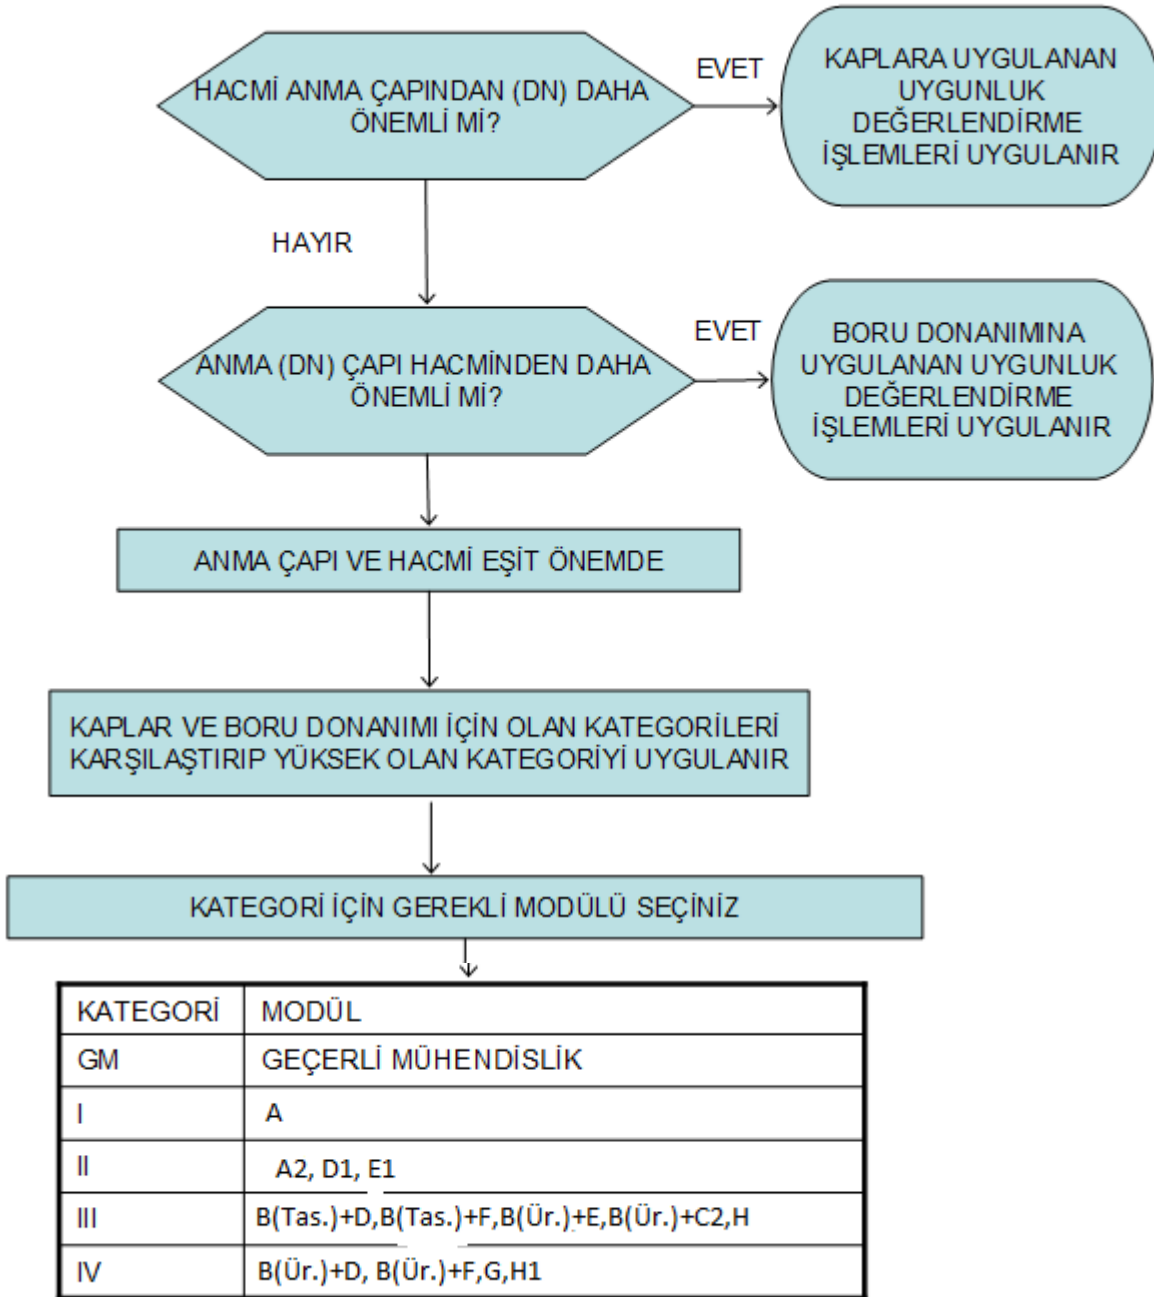 HACMİ ANMA ÇAPINDAN (DN) DAHA
ÖNEMLİ Mİ?
EVET
KAPLARA UYGULANAN
UYGUNLUK
DEĞERLENDİRME
İŞLEMLERİ UYGULANIR
HAYIR
ANMA (DN) ÇAPI HACMİNDEN DAHA
ÖNEMLİ Mİ?
EVET
BORU DONANIMINA
UYGULANAN UYGUNLUK
DEĞERLENDİRME
İŞLEMLERİ UYGULANIR
ANMA ÇAPI VE HACMİ EŞİT ÖNEMDE
KAPLAR VE BORU DONANIMI İÇİN OLAN KATEGORİLERİ
KARŞILAŞTIRIP YÜKSEK OLAN KATEGORİYİ UYGULANIR
KATEGORİ İÇİN GEREKLİ MODÜLÜ SEÇİNİZ
KATEGORİ MODÜL
GM GEÇERLİ MÜHENDİSLİK
I A
II A2, D1, E1
III B(Tas.)+D,B(Tas.)+F,B(Ür.)+E,B(Ür.)+C2,H
IV B(Ür.)+D, B(Ür.)+F,G,H1